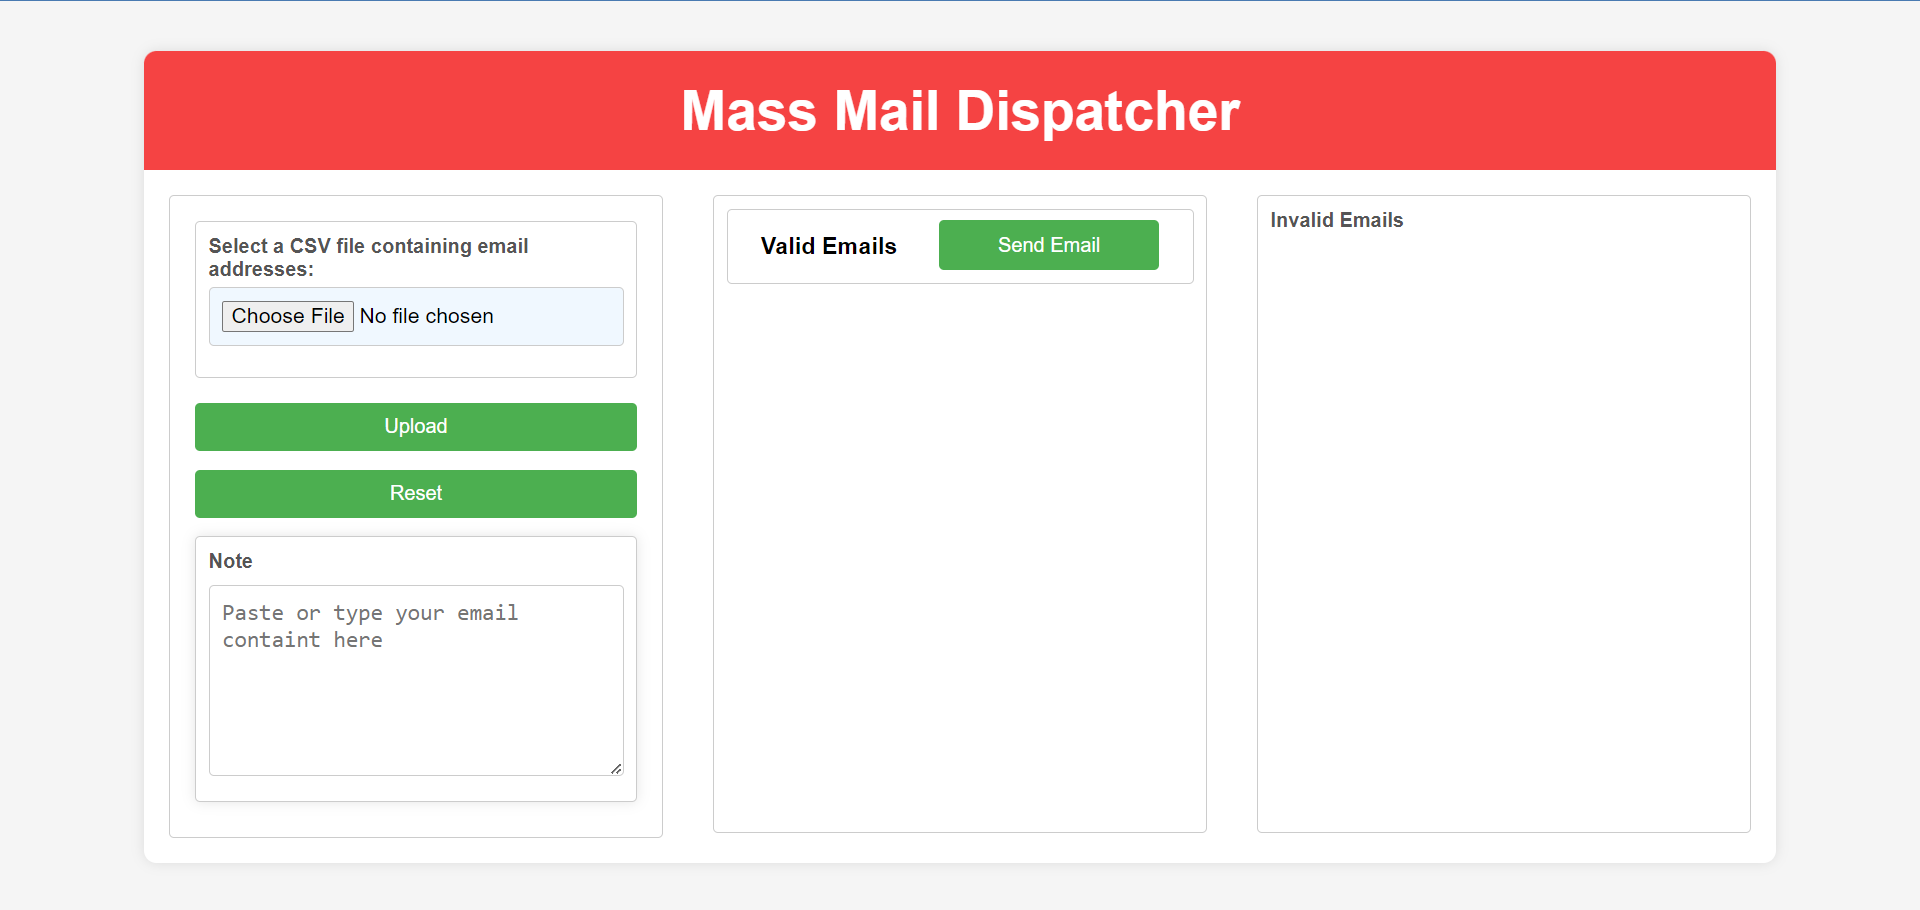 Mass Mail Dispatcher
Select a CSV file containing email
addresses:
Choose File No file chosen
Upload
Reset
Note
Paste or type your email
containt here
Valid Emails
Send Email
Invalid Emails